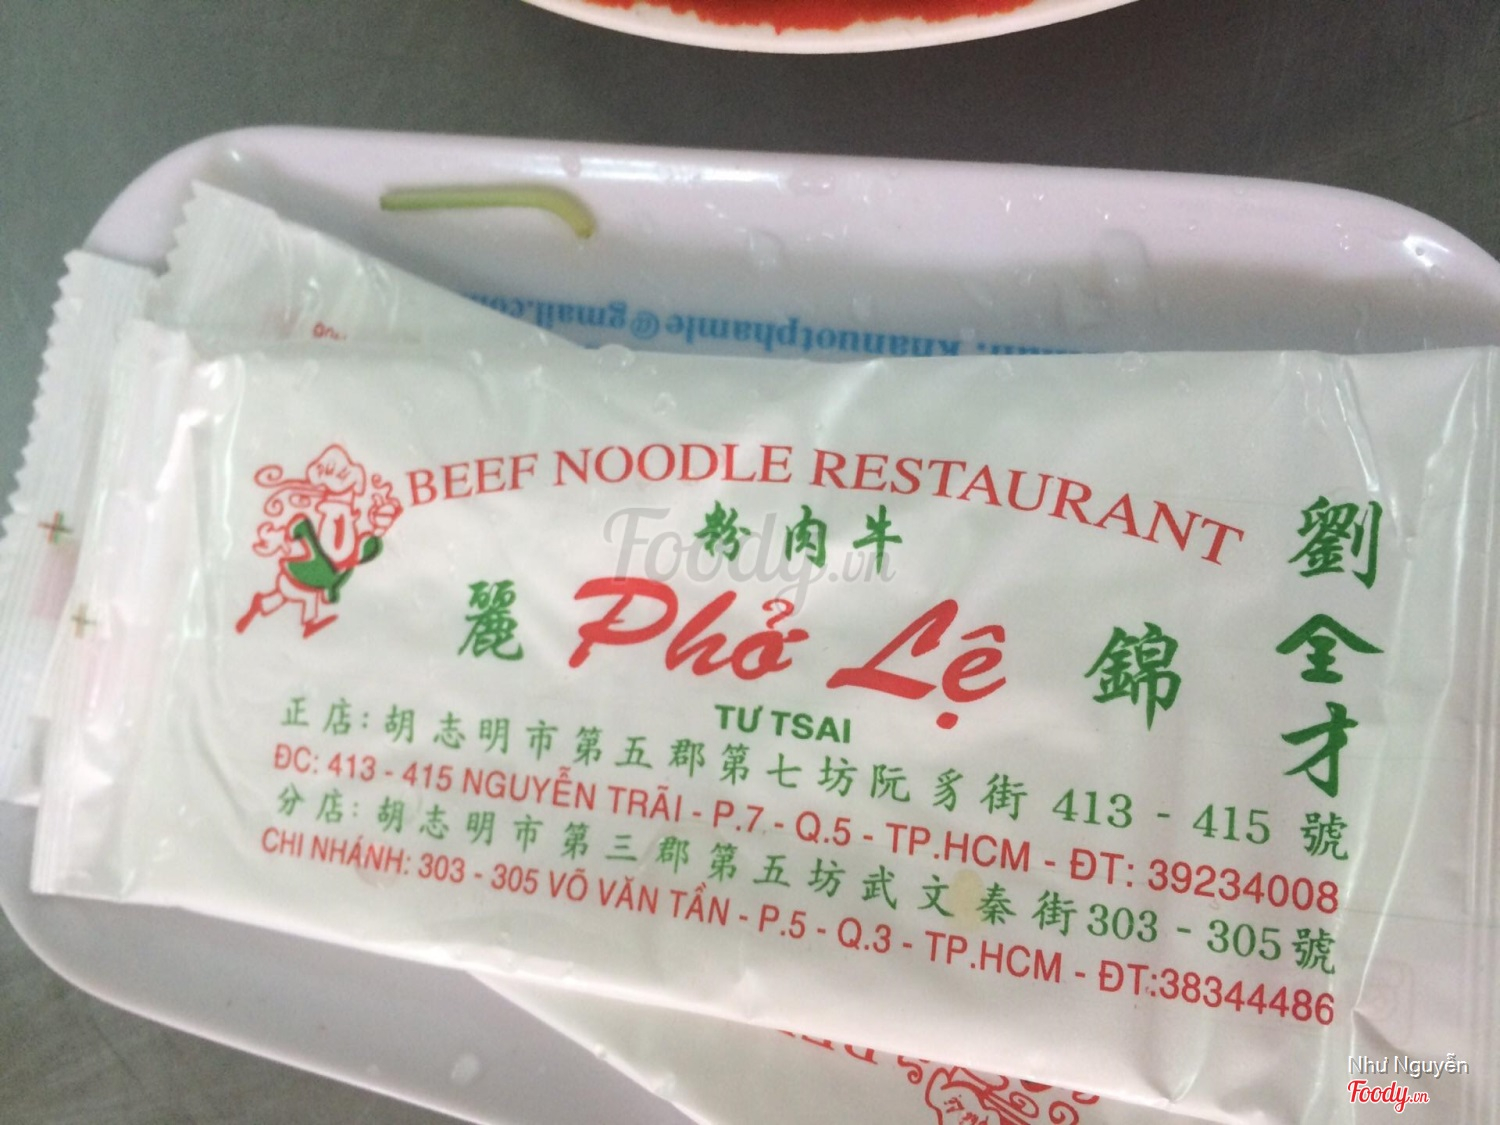 khanuotphamle@gmail.com
BEEF NOODLE RESTAURANT
粉肉牛
麗 Phở Lệ 錦
TƯ TSAI
劉全才
正店:胡志明市第五郡第七坊阮豸街 413 - 415 號
ĐC: 413 - 415 NGUYỄN TRÃI - P.7 - Q.5 - TP.HCM - ĐT: 39234008
分店:胡志明市第三郡第五坊武文秦街 303 - 305 號
CHI NHÁNH: 303 - 305 VÕ VĂN TẦN - P.5 - Q.3 - TP.HCM - ĐT:38344486
Foody.vn
Như Nguyễn
Foody.vn